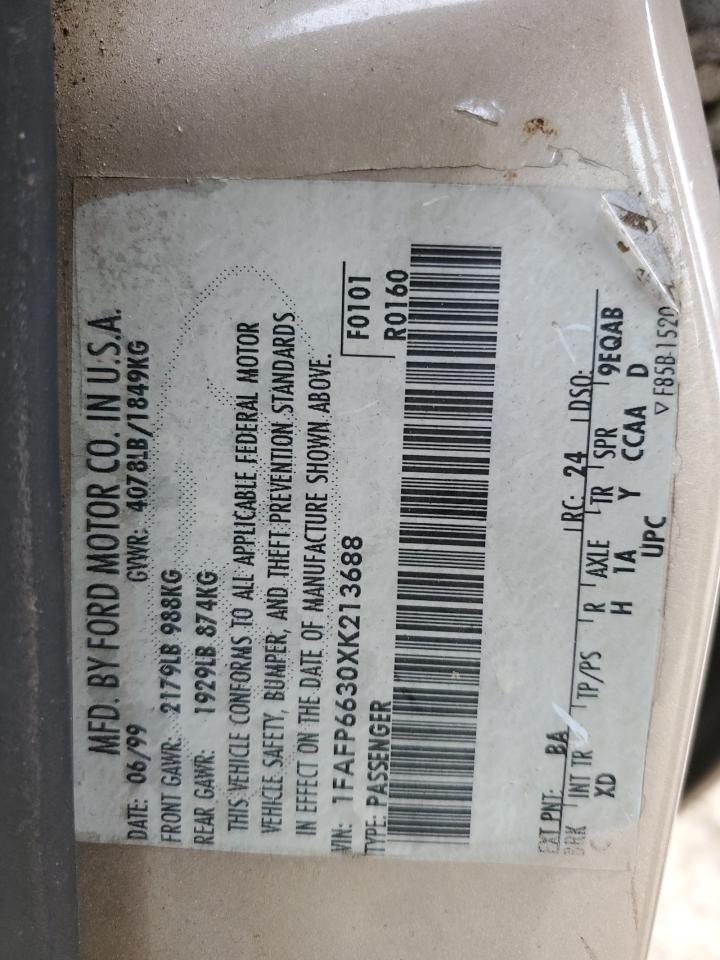 MFD. BY FORD MOTOR CO. IN U.S.A.
DATE: 06/99 GVWR: 4078LB/1849KG
FRONT GAWR: 2179LB 988KG
REAR GAWR: 1929LB 874KG
THIS VEHICLE CONFORMS TO ALL APPLICABLE FEDERAL MOTOR
VEHICLE SAFETY, BUMPER, AND THEFT PREVENTION STANDARDS
IN EFFECT ON THE DATE OF MANUFACTURE SHOWN ABOVE.
VIN: 1FAFP6630XK213688 F0101
TYPE: PASSENGER R0160
EXT PNT: BA RC: 24 DSO:
BRK INT TR TP/PS R AXLE TR SPR 9EQAB
XD H 1A Y CCAA D
UPC ▽ F85B-1520